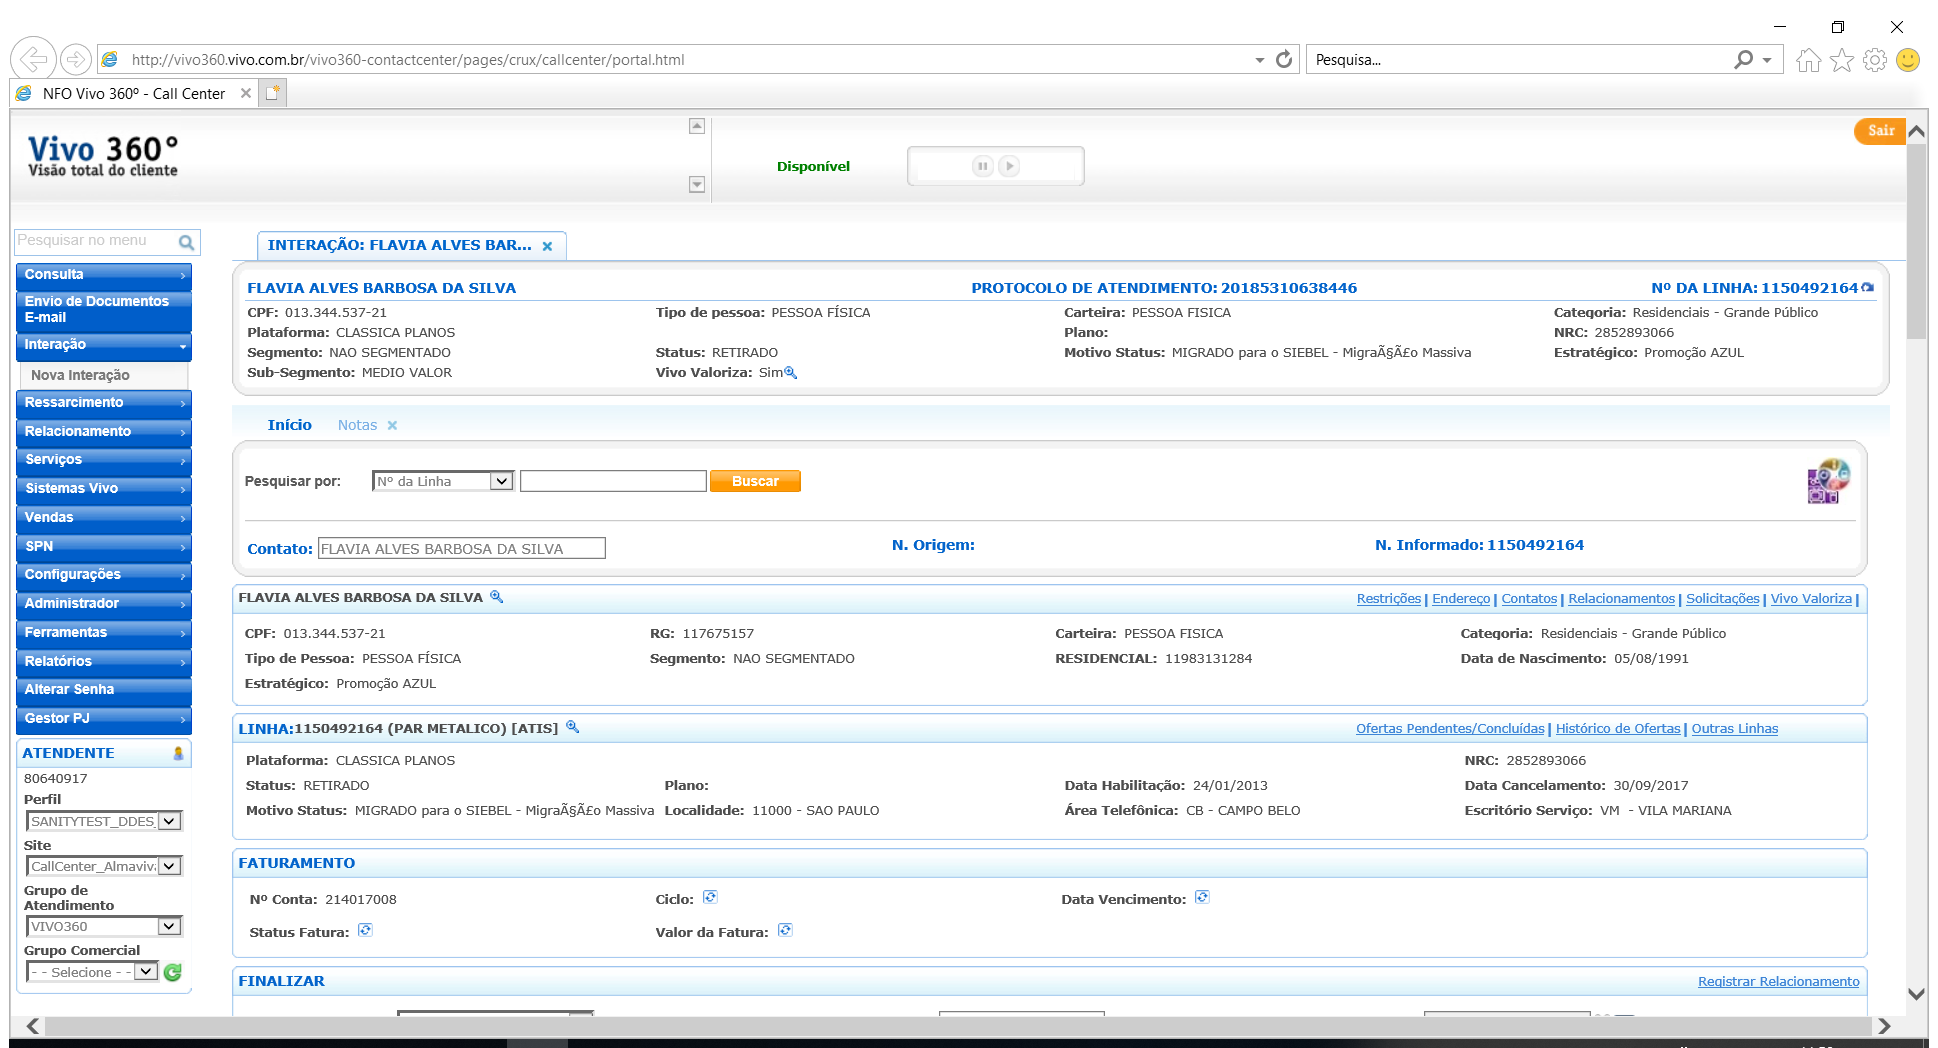 http://vivo360.vivo.com.br/vivo360-contactcenter/pages/crux/callcenter/portal.html
Pesquisa...
NFO Vivo 360º - Call Center
Vivo 360°
Visão total do cliente
Disponível
Sair
Pesquisar no menu
Consulta
Envio de Documentos
E-mail
Interação
Nova Interação
Ressarcimento
Relacionamento
Serviços
Sistemas Vivo
Vendas
SPN
Configurações
Administrador
Ferramentas
Relatórios
Alterar Senha
Gestor PJ
ATENDENTE
80640917
Perfil
SANITYTEST_DDES_
Site
CallCenter_Almaviv
Grupo de
Atendimento
VIVO360
Grupo Comercial
- - Selecione - -
INTERAÇÃO: FLAVIA ALVES BAR...
FLAVIA ALVES BARBOSA DA SILVA PROTOCOLO DE ATENDIMENTO: 20185310638446 Nº DA LINHA: 1150492164
CPF: 013.344.537-21 Tipo de pessoa: PESSOA FÍSICA Carteira: PESSOA FISICA Categoria: Residenciais - Grande Público
Plataforma: CLASSICA PLANOS Plano: NRC: 2852893066
Segmento: NAO SEGMENTADO Status: RETIRADO Motivo Status: MIGRADO para o SIEBEL - MigraÃ§Ã£o Massiva Estratégico: Promoção AZUL
Sub-Segmento: MEDIO VALOR Vivo Valoriza: Sim
Início Notas
Pesquisar por: Nº da Linha Buscar
Contato: FLAVIA ALVES BARBOSA DA SILVA N. Origem: N. Informado: 1150492164
FLAVIA ALVES BARBOSA DA SILVA Restrições | Endereço | Contatos | Relacionamentos | Solicitações | Vivo Valoriza |
CPF: 013.344.537-21 RG: 117675157 Carteira: PESSOA FISICA Categoria: Residenciais - Grande Público
Tipo de Pessoa: PESSOA FÍSICA Segmento: NAO SEGMENTADO RESIDENCIAL: 11983131284 Data de Nascimento: 05/08/1991
Estratégico: Promoção AZUL
LINHA:1150492164 (PAR METALICO) [ATIS] Ofertas Pendentes/Concluídas | Histórico de Ofertas | Outras Linhas
Plataforma: CLASSICA PLANOS NRC: 2852893066
Status: RETIRADO Plano: Data Habilitação: 24/01/2013 Data Cancelamento: 30/09/2017
Motivo Status: MIGRADO para o SIEBEL - MigraÃ§Ã£o Massiva Localidade: 11000 - SAO PAULO Área Telefônica: CB - CAMPO BELO Escritório Serviço: VM - VILA MARIANA
FATURAMENTO
Nº Conta: 214017008 Ciclo: Data Vencimento:
Status Fatura: Valor da Fatura:
FINALIZAR Registrar Relacionamento